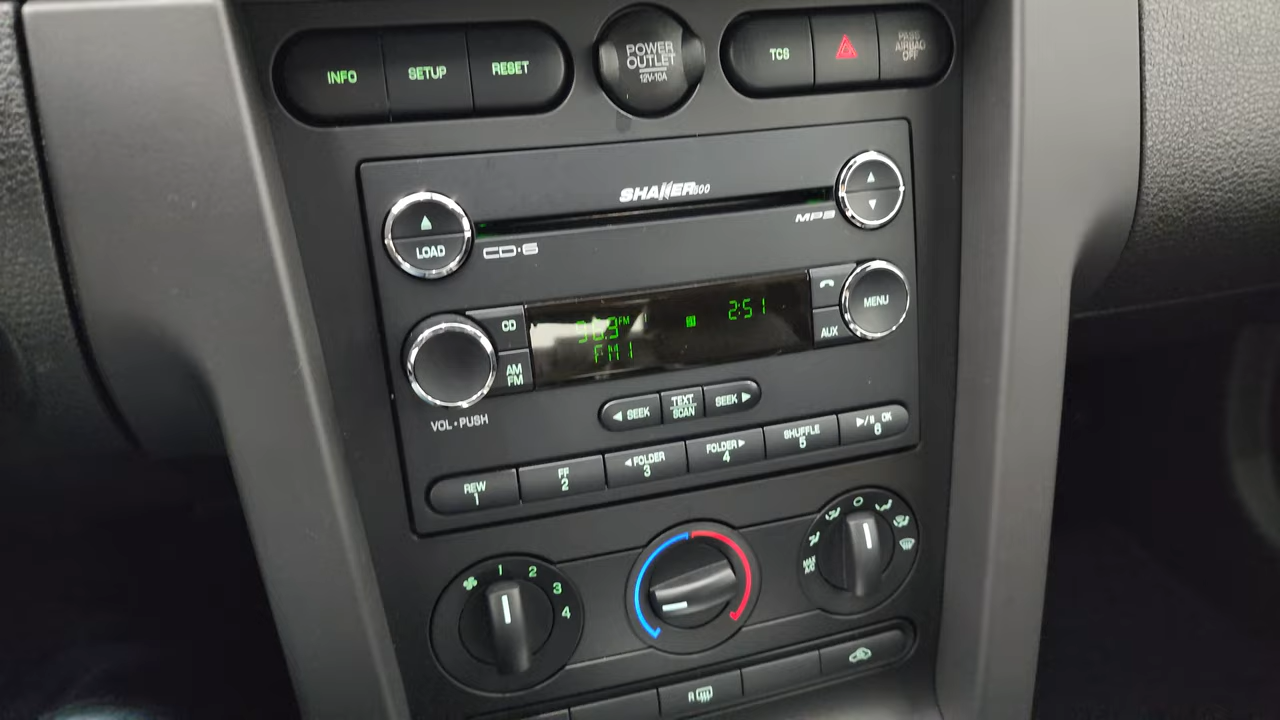 INFO
SETUP
RESET
POWER
OUTLET
12V-10A
TCS
PASS
AIRBAG
OFF
SHAKER 500
LOAD
CD·6
MP3
CD
AM
FM
96.9 FM
FM1
2:51
MENU
AUX
VOL·PUSH
SEEK
TEXT
SCAN
SEEK
REW
1
FF
2
FOLDER
3
FOLDER
4
SHUFFLE
5
OK
6
1
2
3
4
MAX
A/C
R